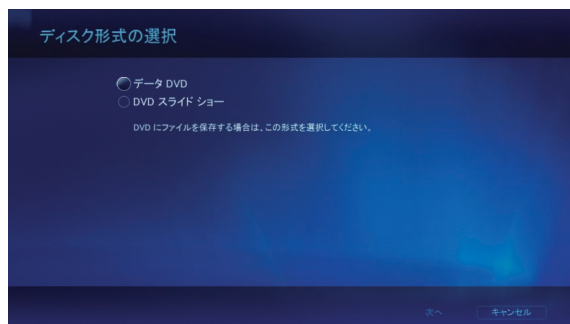 ディスク形式の選択
データ DVD
DVD スライド ショー
DVD にファイルを保存する場合は、この形式を選択してください。
次へ
キャンセル